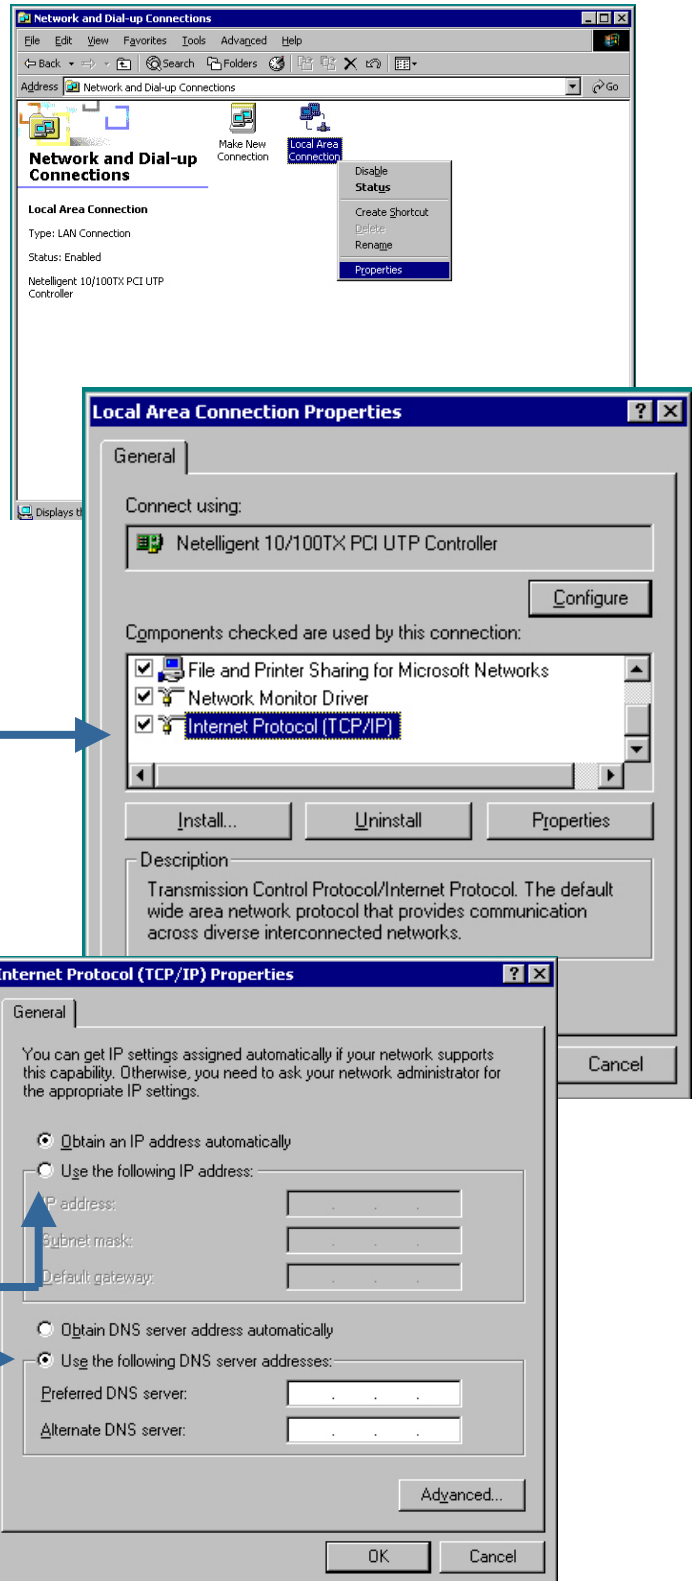 Network and Dial-up Connections
File Edit View Favorites Tools Advanced Help
Back Search Folders
Address Network and Dial-up Connections Go
Make New Connection
Local Area Connection
Network and Dial-up
Connections
Disable
Status
Create Shortcut
Delete
Rename
Properties
Local Area Connection
Type: LAN Connection
Status: Enabled
Netelligent 10/100TX PCI UTP
Controller
Displays
Local Area Connection Properties
General
Connect using:
Netelligent 10/100TX PCI UTP Controller
Configure
Components checked are used by this connection:
File and Printer Sharing for Microsoft Networks
Network Monitor Driver
Internet Protocol (TCP/IP)
Install... Uninstall Properties
Description
Transmission Control Protocol/Internet Protocol. The default
wide area network protocol that provides communication
across diverse interconnected networks.
Cancel
Internet Protocol (TCP/IP) Properties
General
You can get IP settings assigned automatically if your network supports
this capability. Otherwise, you need to ask your network administrator for
the appropriate IP settings.
Obtain an IP address automatically
Use the following IP address:
IP address:
Subnet mask:
Default gateway:
Obtain DNS server address automatically
Use the following DNS server addresses:
Preferred DNS server:
Alternate DNS server:
Advanced...
OK Cancel